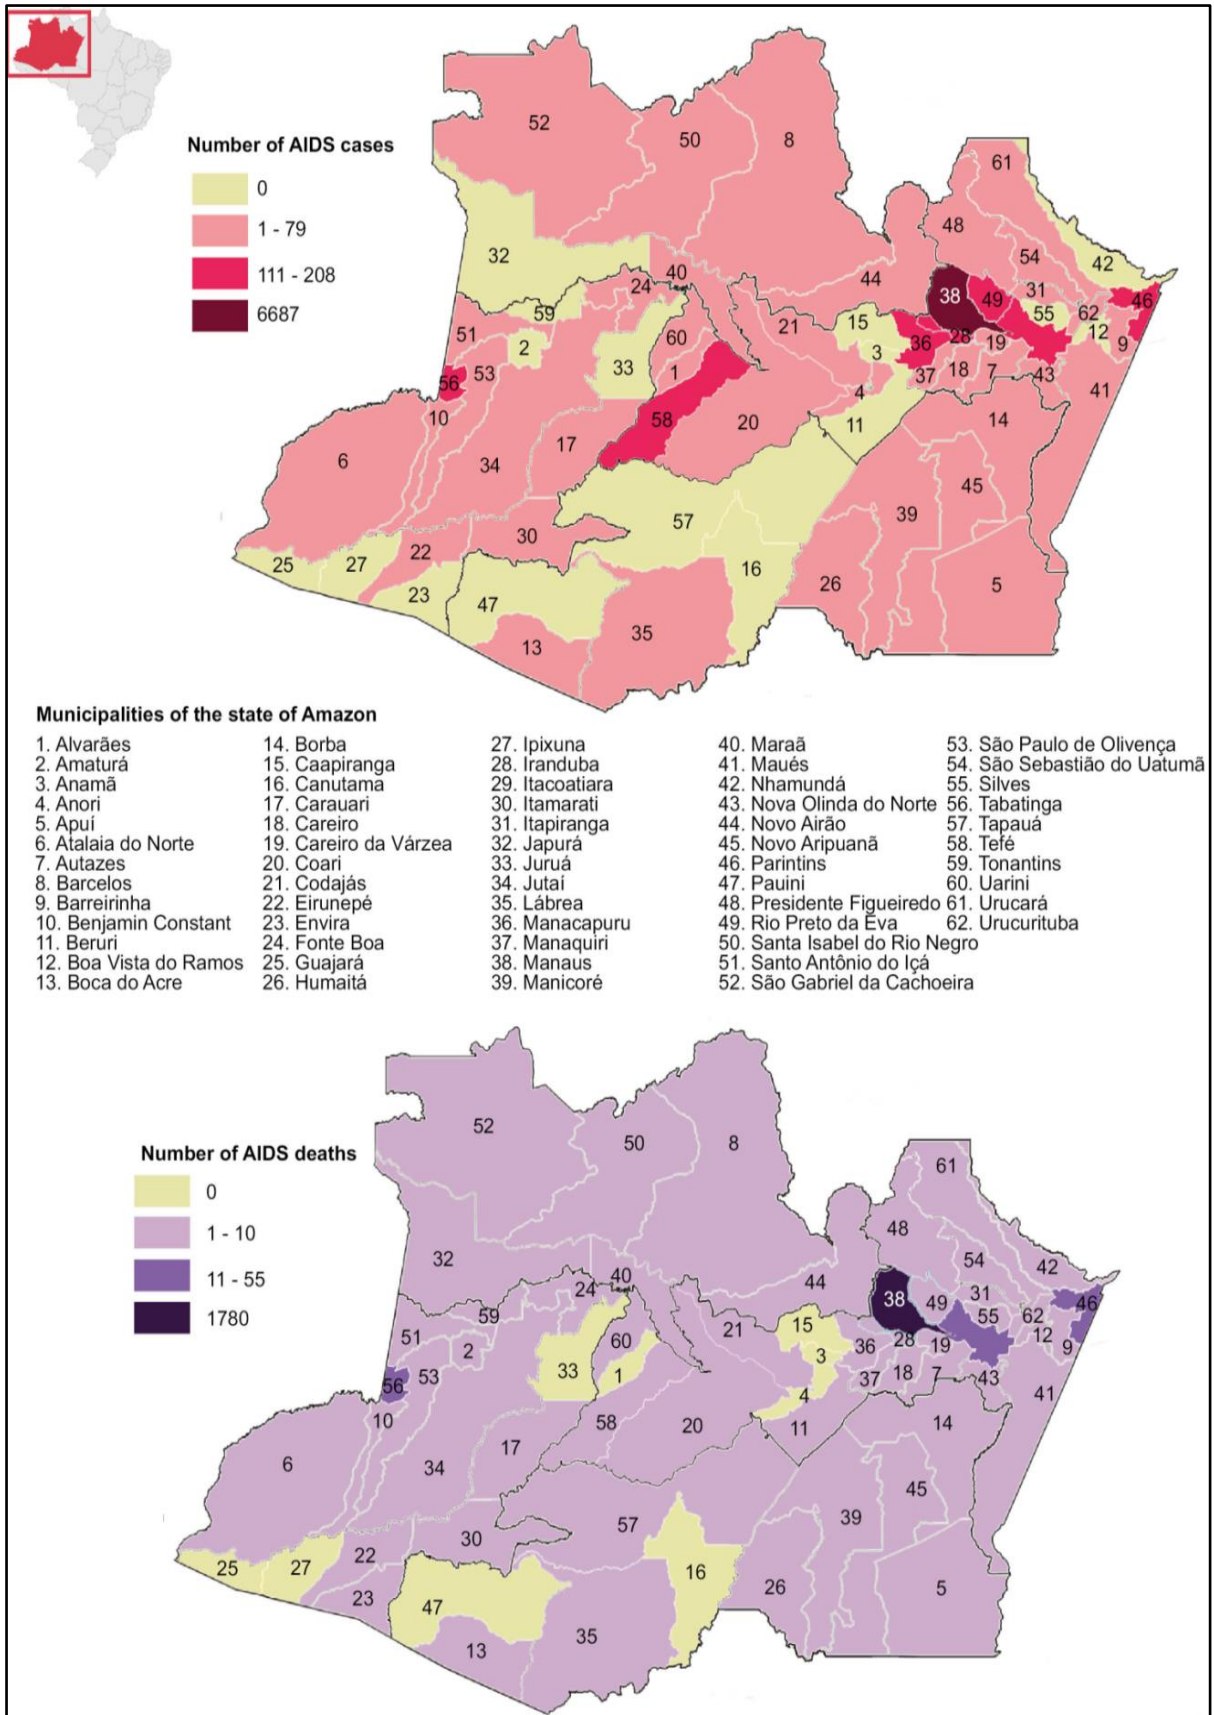 Number of AIDS cases
0
1 - 79
111 - 208
6687
52
50
8
61
48
54
42
32
40
24
44
38
49
31
46
59
55
62
12
15
21
51
2
60
3
36
28
19
9
33
56
53
1
37
18
7
43
41
4
10
58
20
11
14
6
17
34
45
39
57
30
22
25
27
16
26
5
23
47
35
13
Municipalities of the state of Amazon
1. Alvarães
2. Amaturá
3. Anamã
4. Anori
5. Apuí
6. Atalaia do Norte
7. Autazes
8. Barcelos
9. Barreirinha
10. Benjamin Constant
11. Beruri
12. Boa Vista do Ramos
13. Boca do Acre
14. Borba
15. Caapiranga
16. Canutama
17. Carauari
18. Careiro
19. Careiro da Várzea
20. Coari
21. Codajás
22. Eirunepé
23. Envira
24. Fonte Boa
25. Guajará
26. Humaitá
27. Ipixuna
28. Iranduba
29. Itacoatiara
30. Itamarati
31. Itapiranga
32. Japurá
33. Juruá
34. Jutaí
35. Lábrea
36. Manacapuru
37. Manaquiri
38. Manaus
39. Manicoré
40. Maraã
41. Maués
42. Nhamundá
43. Nova Olinda do Norte
44. Novo Airão
45. Novo Aripuanã
46. Parintins
47. Pauini
48. Presidente Figueiredo
49. Rio Preto da Eva
50. Santa Isabel do Rio Negro
51. Santo Antônio do Içá
52. São Gabriel da Cachoeira
53. São Paulo de Olivença
54. São Sebastião do Uatumã
55. Silves
56. Tabatinga
57. Tapauá
58. Tefé
59. Tonantins
60. Uarini
61. Urucará
62. Urucurituba
Number of AIDS deaths
0
1 - 10
11 - 55
1780
52
50
8
61
48
54
42
32
40
24
44
38
49
31
46
59
55
62
12
15
21
51
2
60
3
36
28
19
9
33
56
53
1
37
18
7
43
41
4
10
58
20
11
14
6
17
34
45
39
57
30
22
25
27
16
26
5
23
47
35
13